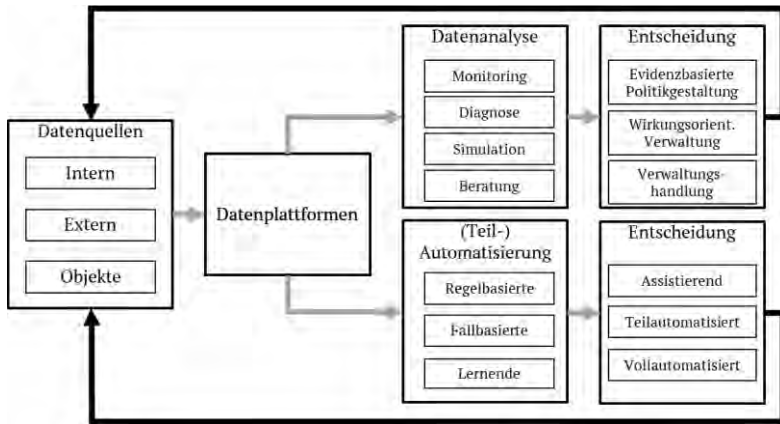 Datenquellen
Intern
Extern
Objekte
Datenplattformen
Datenanalyse
Monitoring
Diagnose
Simulation
Beratung
Entscheidung
Evidenzbasierte
Politikgestaltung
Wirkungsorient.
Verwaltung
Verwaltungs-
handlung
(Teil-)
Automatisierung
Regelbasierte
Fallbasierte
Lernende
Entscheidung
Assistierend
Teilautomatisiert
Vollautomatisiert